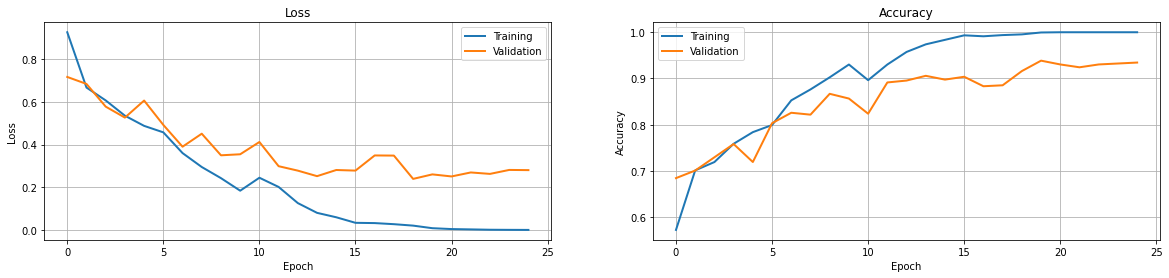 Loss
Training
Validation
0.8
0.6
0.4
0.2
0.0
Loss
0 5 10 15 20 25
Epoch
Accuracy
Training
Validation
1.0
0.9
0.8
0.7
0.6
Accuracy
0 5 10 15 20 25
Epoch